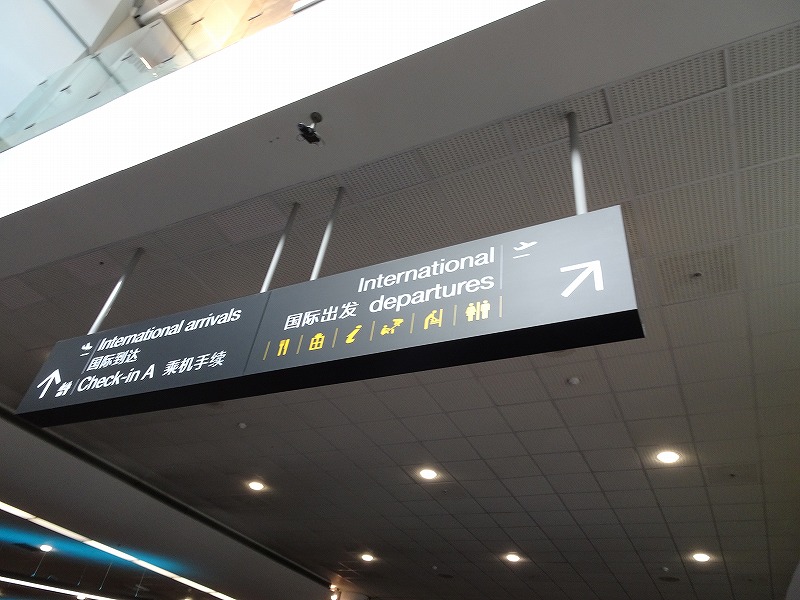 International arrivals
国际到达
Check-in A 乘机手续
International
国际出发 departures